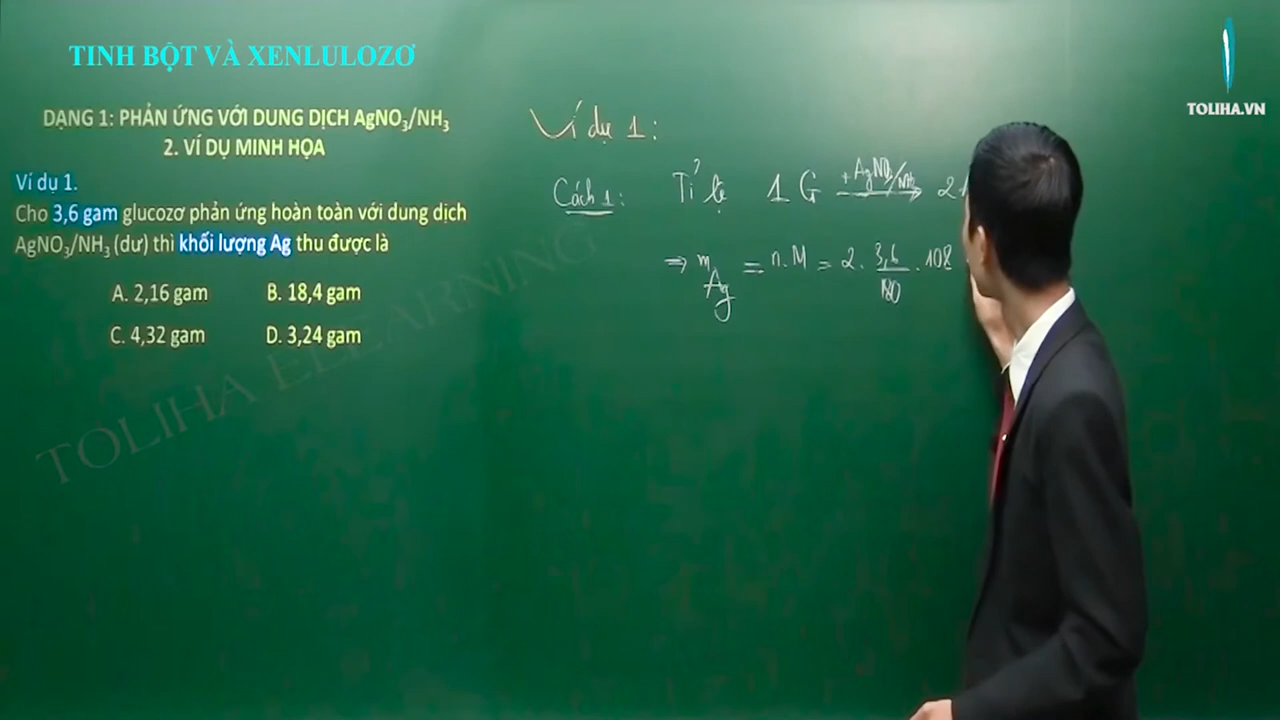 TINH BỘT VÀ XENLULOZƠ
TOLIHA.VN
DẠNG 1: PHẢN ỨNG VỚI DUNG DỊCH AgNO₃/NH₃
2. VÍ DỤ MINH HỌA
Ví dụ 1.
Cho 3,6 gam glucozơ phản ứng hoàn toàn với dung dịch
AgNO₃/NH₃ (dư) thì khối lượng Ag thu được là
A. 2,16 gam B. 18,4 gam
C. 4,32 gam D. 3,24 gam
TOLIHA ELEARNING
Ví dụ 1:
Cách 1: Tỉ lệ 1 G + AgNO₃/NH₃ → 2
⇒ m Ag = n.M = 2. 3,6/180 . 108